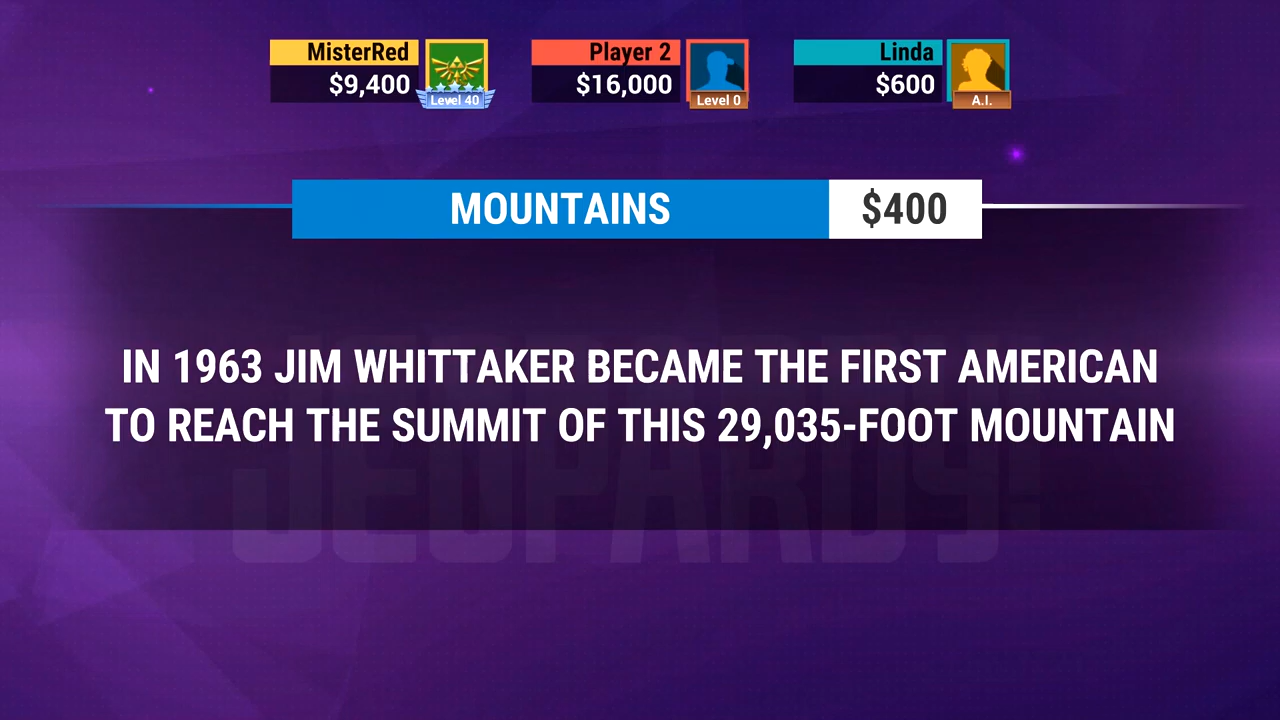 MisterRed
$9,400
Level 40
Player 2
$16,000
Level 0
Linda
$600
A.I.
MOUNTAINS
$400
IN 1963 JIM WHITTAKER BECAME THE FIRST AMERICAN
TO REACH THE SUMMIT OF THIS 29,035-FOOT MOUNTAIN
JEOPARDY!